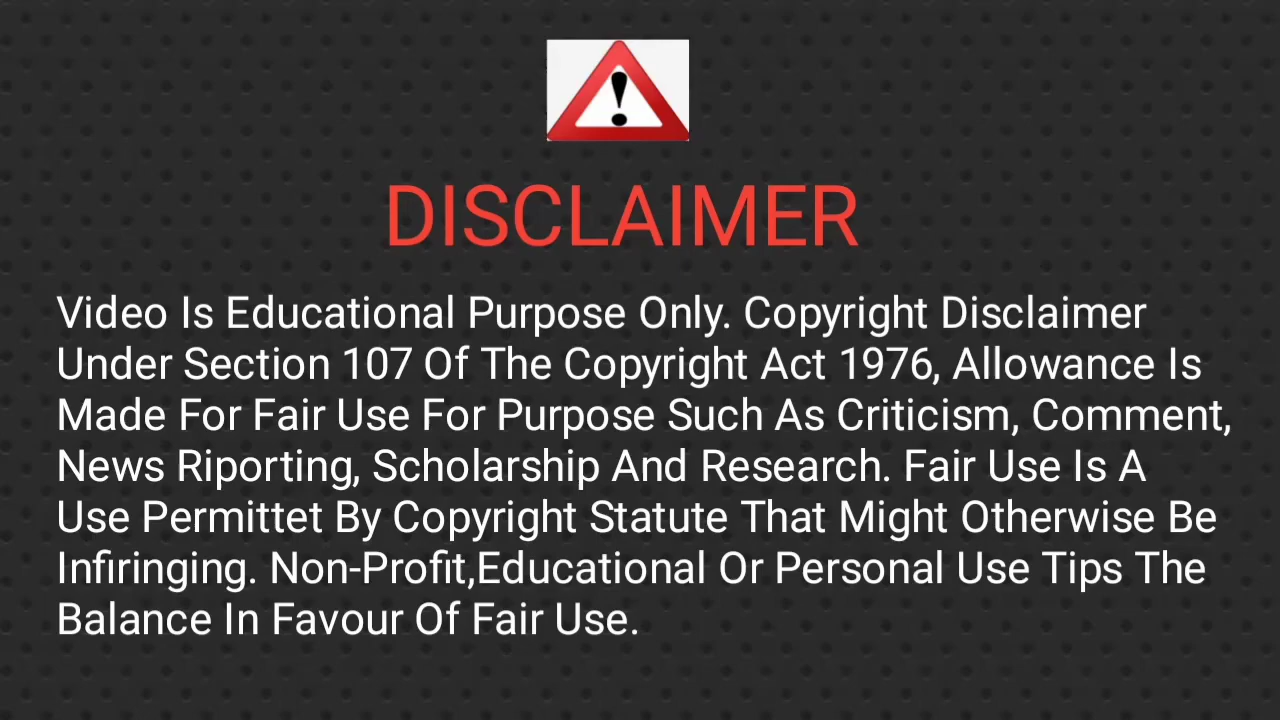 DISCLAIMER
Video Is Educational Purpose Only. Copyright Disclaimer
Under Section 107 Of The Copyright Act 1976, Allowance Is
Made For Fair Use For Purpose Such As Criticism, Comment,
News Riporting, Scholarship And Research. Fair Use Is A
Use Permittet By Copyright Statute That Might Otherwise Be
Infiringing. Non-Profit,Educational Or Personal Use Tips The
Balance In Favour Of Fair Use.